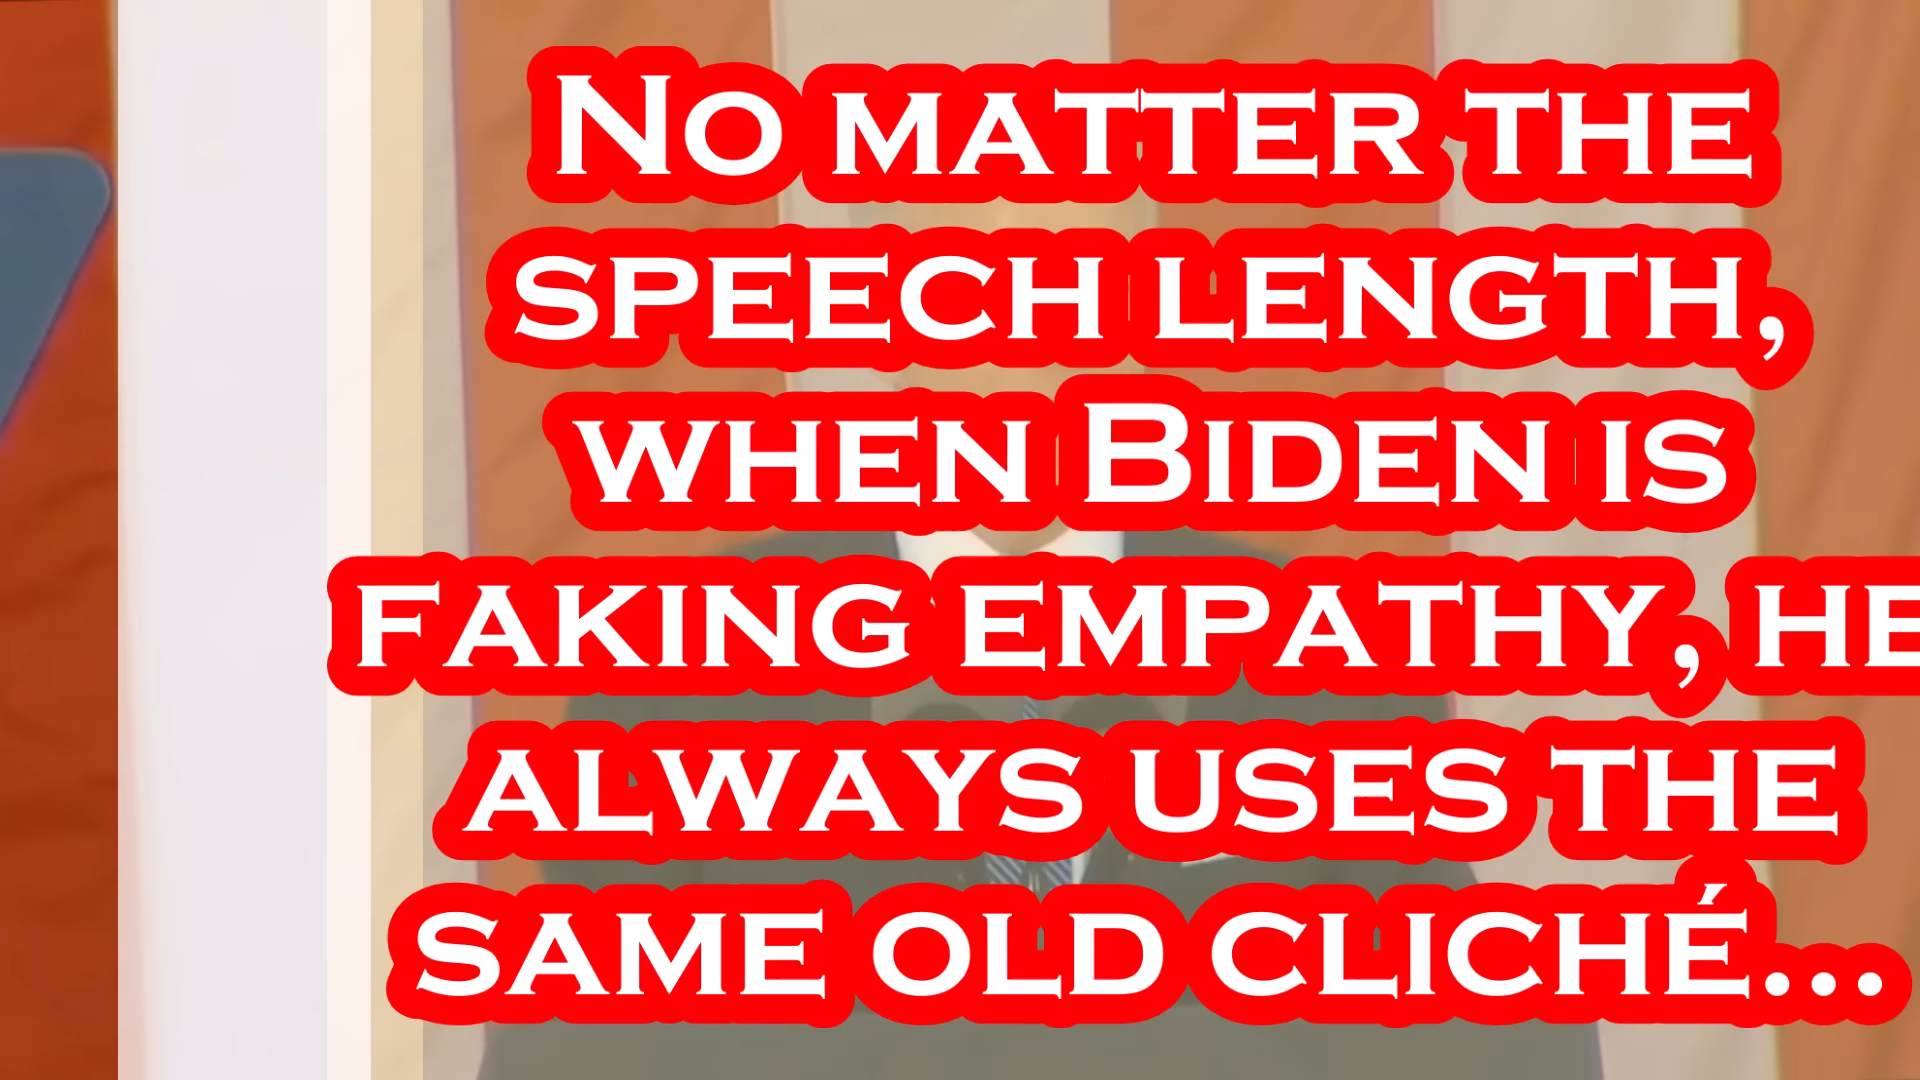 No matter the
speech length,
when Biden is
faking empathy, he
always uses the
same old cliché...